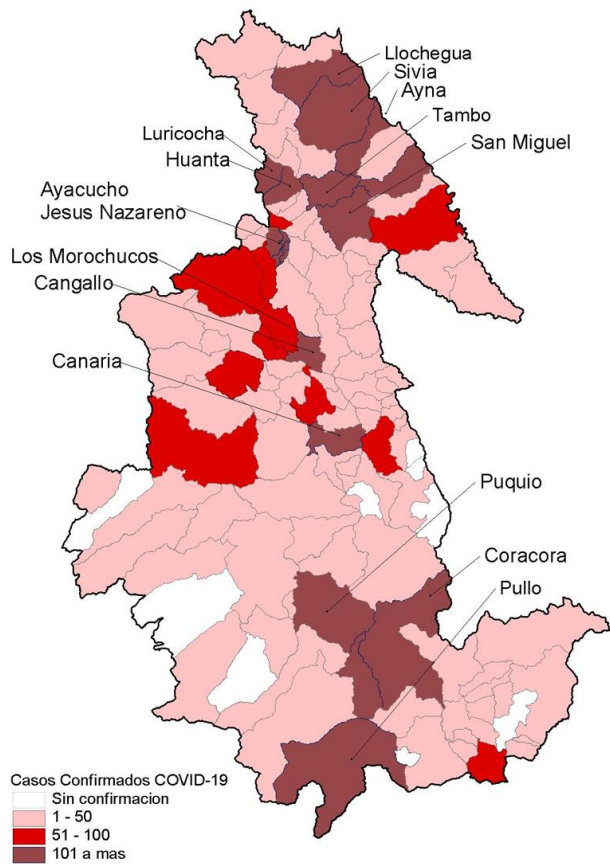 Llochegua
Sivia
Ayna
Tambo
San Miguel
Luricocha
Huanta
Ayacucho
Jesus Nazareno
Los Morochucos
Cangallo
Canaria
Puquio
Coracora
Pullo
Casos Confirmados COVID-19
Sin confirmacion
1 - 50
51 - 100
101 a mas